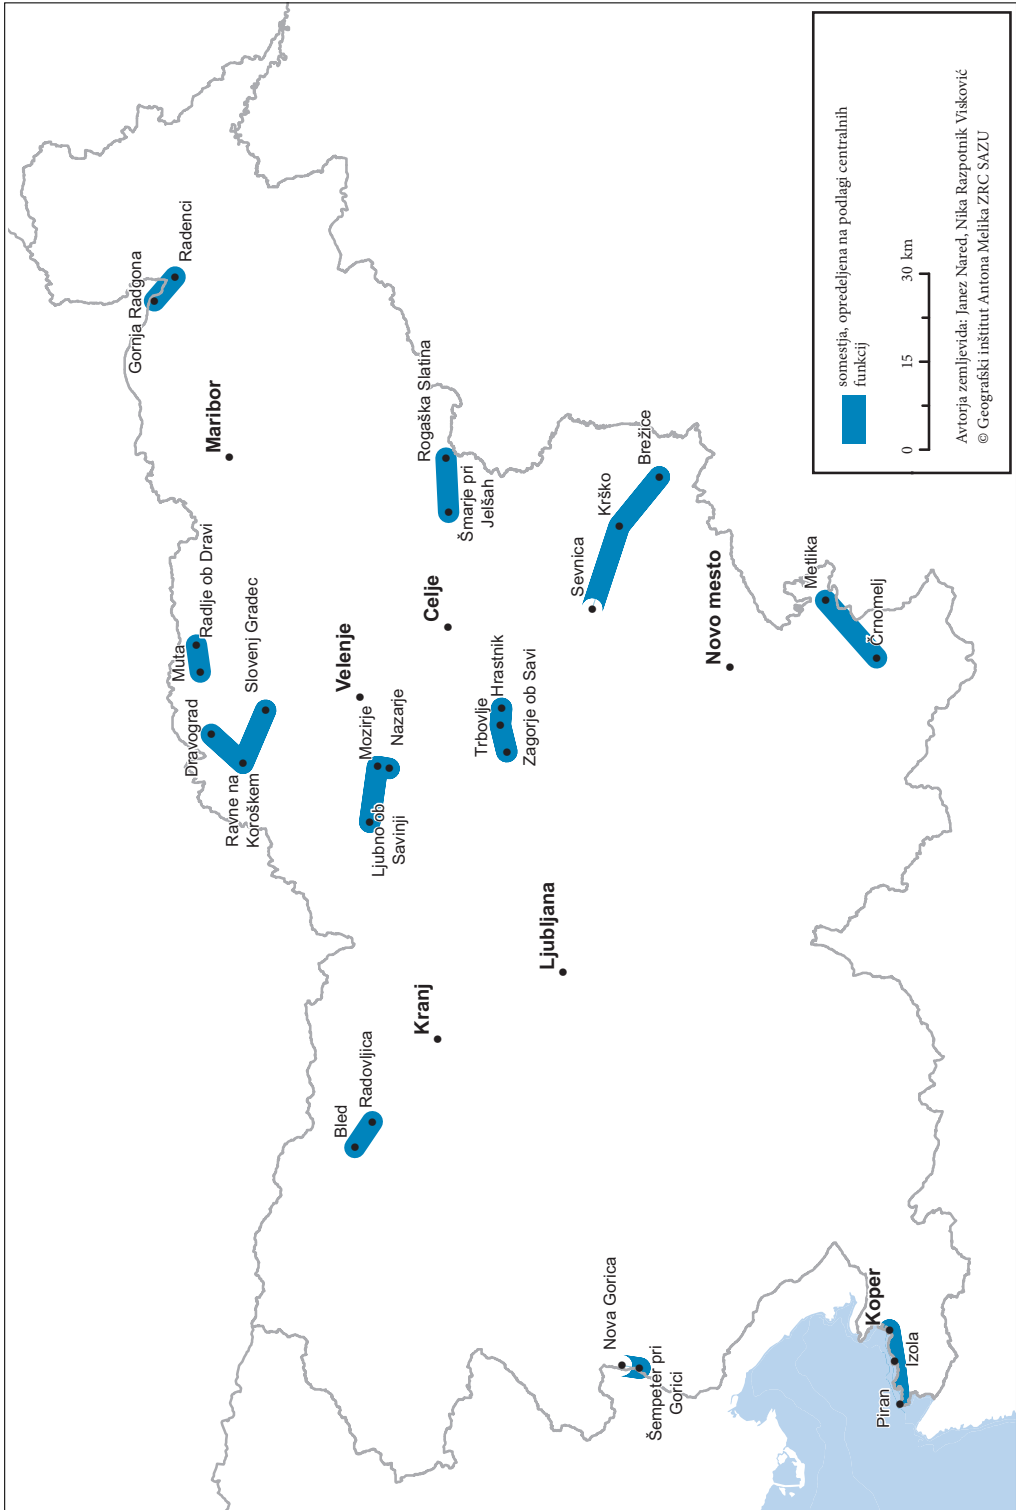 Gornja Radgona
Radenci
Maribor
Muta
Radlje ob Dravi
Dravograd
Slovenj Gradec
Ravne na
Koroškem
Rogaška Slatina
Šmarje pri
Jelšah
Velenje
Celje
Mozirje
Nazarje
Ljubno ob
Savinji
Bled
Radovljica
Kranj
Trbovlje
Hrastnik
Zagorje ob Savi
Sevnica
Krško
Brežice
Ljubljana
Novo mesto
Nova Gorica
Šempeter pri
Gorici
Metlika
Črnomelj
Koper
Izola
Piran
somestja, opredeljena na podlagi centralnih
funkcij
0 15 30 km
Avtorja zemljevida: Janez Nared, Nika Razpotnik Visković
© Geografski inštitut Antona Melika ZRC SAZU